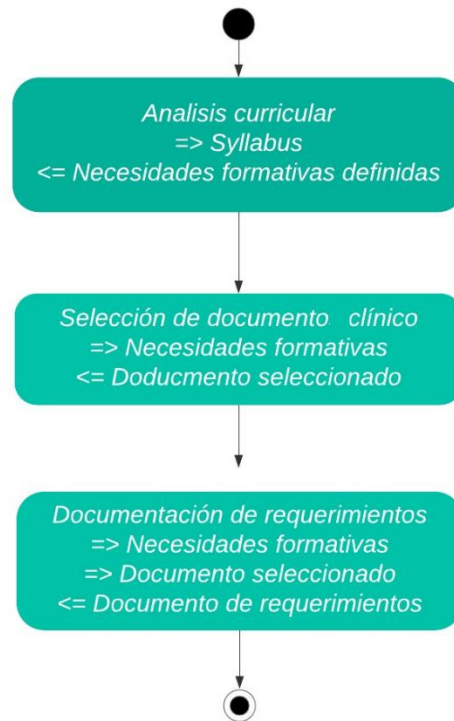 Analisis curricular
=> Syllabus
<= Necesidades formativas definidas
Selección de documento clínico
=> Necesidades formativas
<= Doducmento seleccionado
Documentación de requerimientos
=> Necesidades formativas
=> Documento seleccionado
<= Documento de requerimientos